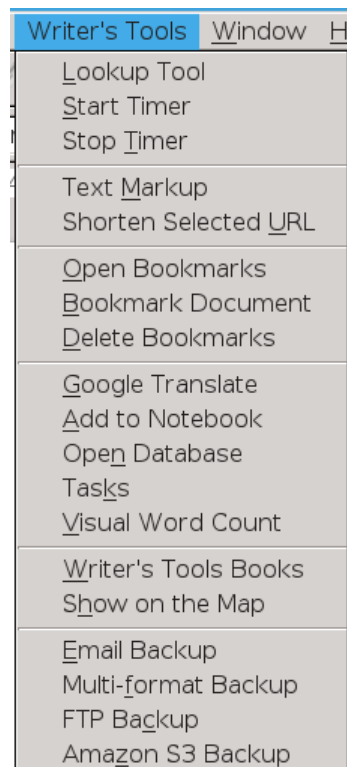 Writer's Tools Window H
Lookup Tool
Start Timer
Stop Timer
Text Markup
Shorten Selected URL
Open Bookmarks
Bookmark Document
Delete Bookmarks
Google Translate
Add to Notebook
Open Database
Tasks
Visual Word Count
Writer's Tools Books
Show on the Map
Email Backup
Multi-format Backup
FTP Backup
Amazon S3 Backup